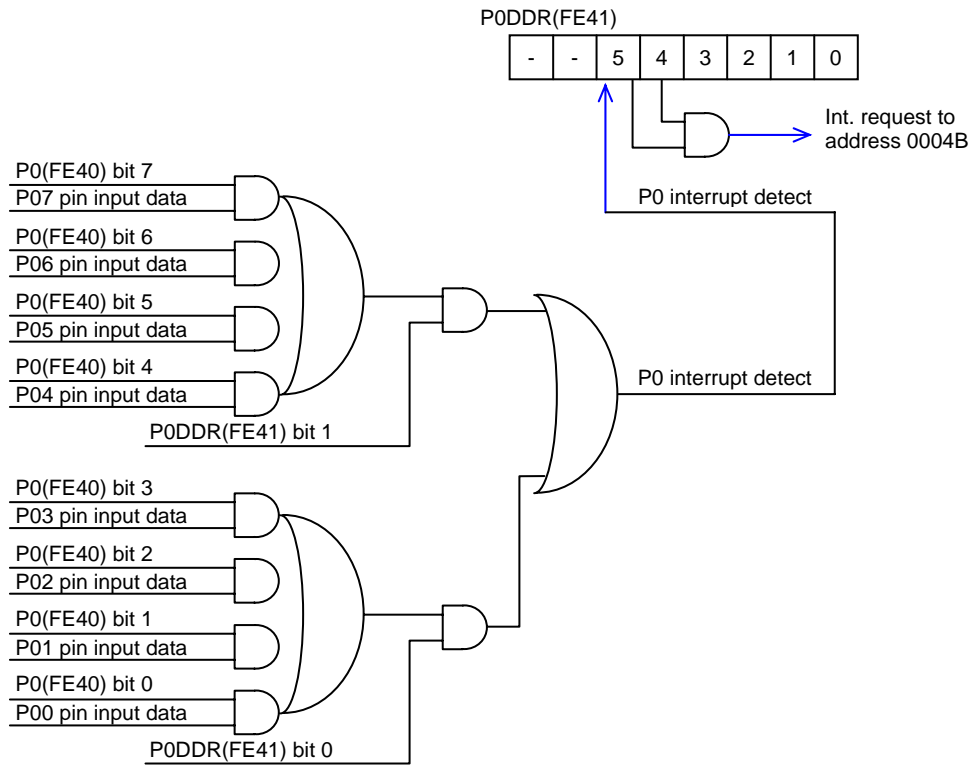 P0DDR(FE41)
- - 5 4 3 2 1 0
Int. request to
address 0004B
P0 interrupt detect
P0(FE40) bit 7
P07 pin input data
P0(FE40) bit 6
P06 pin input data
P0(FE40) bit 5
P05 pin input data
P0(FE40) bit 4
P04 pin input data
P0DDR(FE41) bit 1
P0 interrupt detect
P0(FE40) bit 3
P03 pin input data
P0(FE40) bit 2
P02 pin input data
P0(FE40) bit 1
P01 pin input data
P0(FE40) bit 0
P00 pin input data
P0DDR(FE41) bit 0